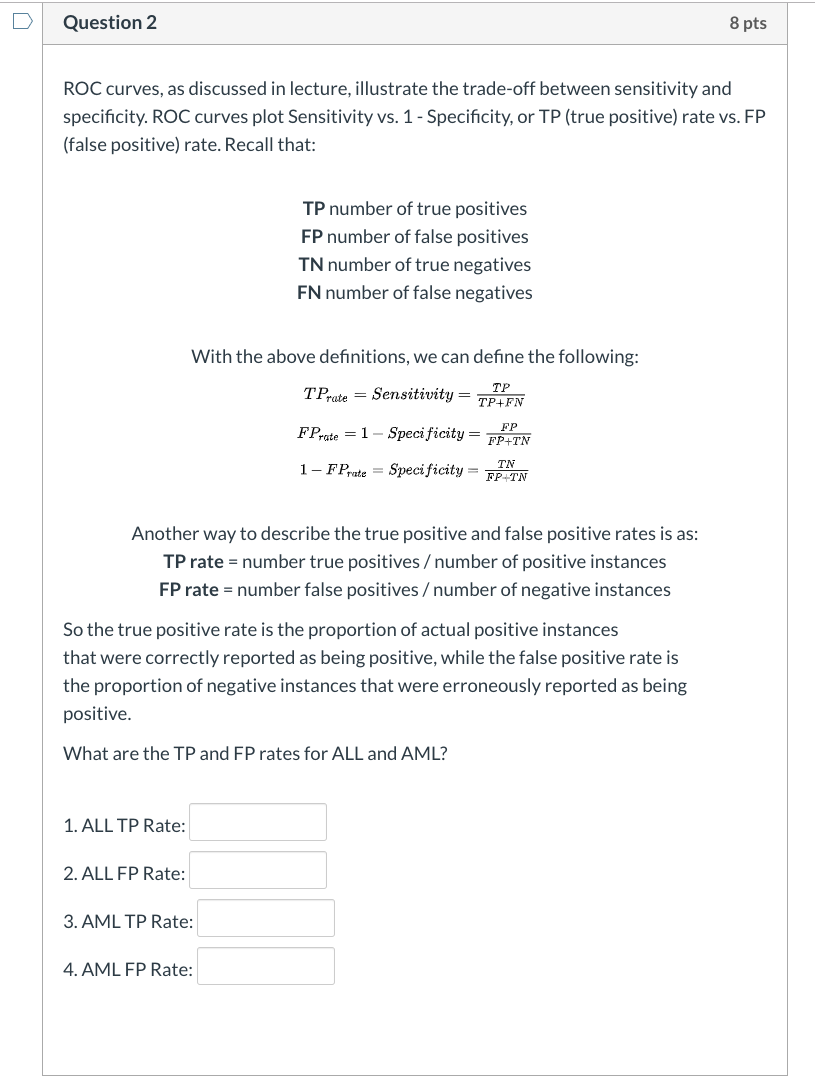 Question 2
8 pts
ROC curves, as discussed in lecture, illustrate the trade-off between sensitivity and
specificity. ROC curves plot Sensitivity vs. 1 - Specificity, or TP (true positive) rate vs. FP
(false positive) rate. Recall that:
TP number of true positives
FP number of false positives
TN number of true negatives
FN number of false negatives
With the above definitions, we can define the following:
TP_rate = Sensitivity = TP/(TP+FN)
FP_rate = 1 − Specificity = FP/(FP+TN)
1 − FP_rate = Specificity = TN/(FP+TN)
Another way to describe the true positive and false positive rates is as:
TP rate = number true positives / number of positive instances
FP rate = number false positives / number of negative instances
So the true positive rate is the proportion of actual positive instances
that were correctly reported as being positive, while the false positive rate is
the proportion of negative instances that were erroneously reported as being
positive.
What are the TP and FP rates for ALL and AML?
1. ALL TP Rate:
2. ALL FP Rate:
3. AML TP Rate:
4. AML FP Rate: